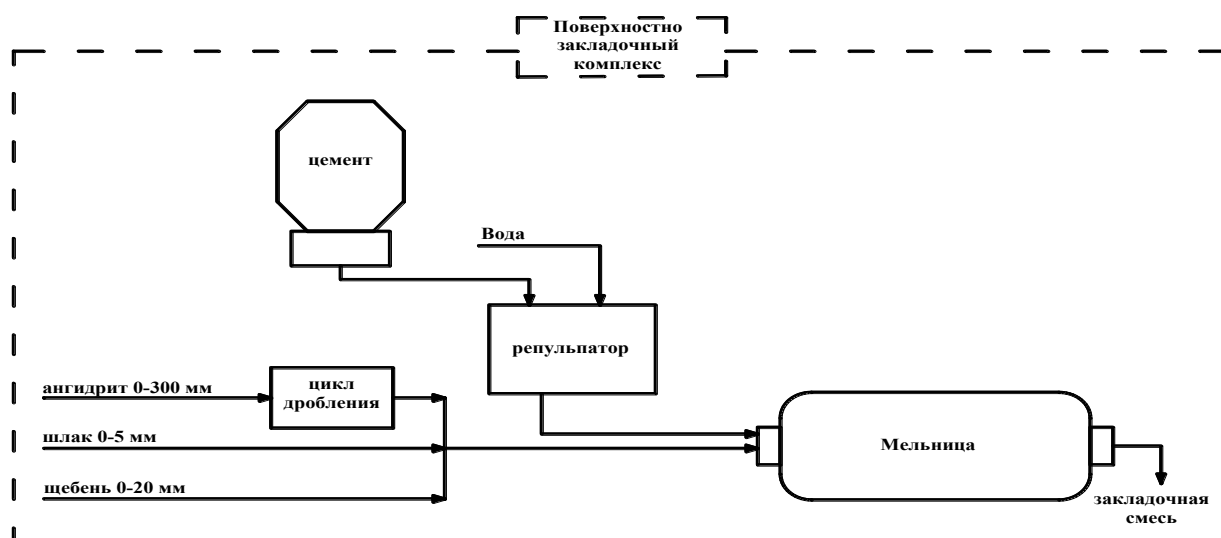 Поверхностно
закладочный
комплекс
цемент
Вода
репульпатор
ангидрит 0-300 мм
цикл
дробления
шлак 0-5 мм
Мельница
щебень 0-20 мм
закладочная
смесь